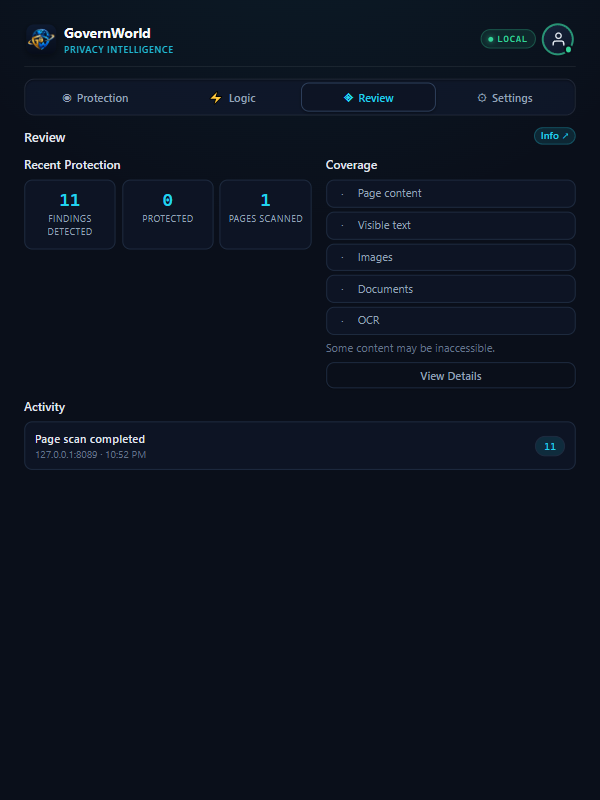 GovernWorld
PRIVACY INTELLIGENCE
LOCAL
Protection
Logic
Review
Settings
Review
Info ↗
Recent Protection
11
FINDINGS
DETECTED
0
PROTECTED
1
PAGES SCANNED
Coverage
· Page content
· Visible text
· Images
· Documents
· OCR
Some content may be inaccessible.
View Details
Activity
Page scan completed
127.0.0.1:8089 · 10:52 PM
11